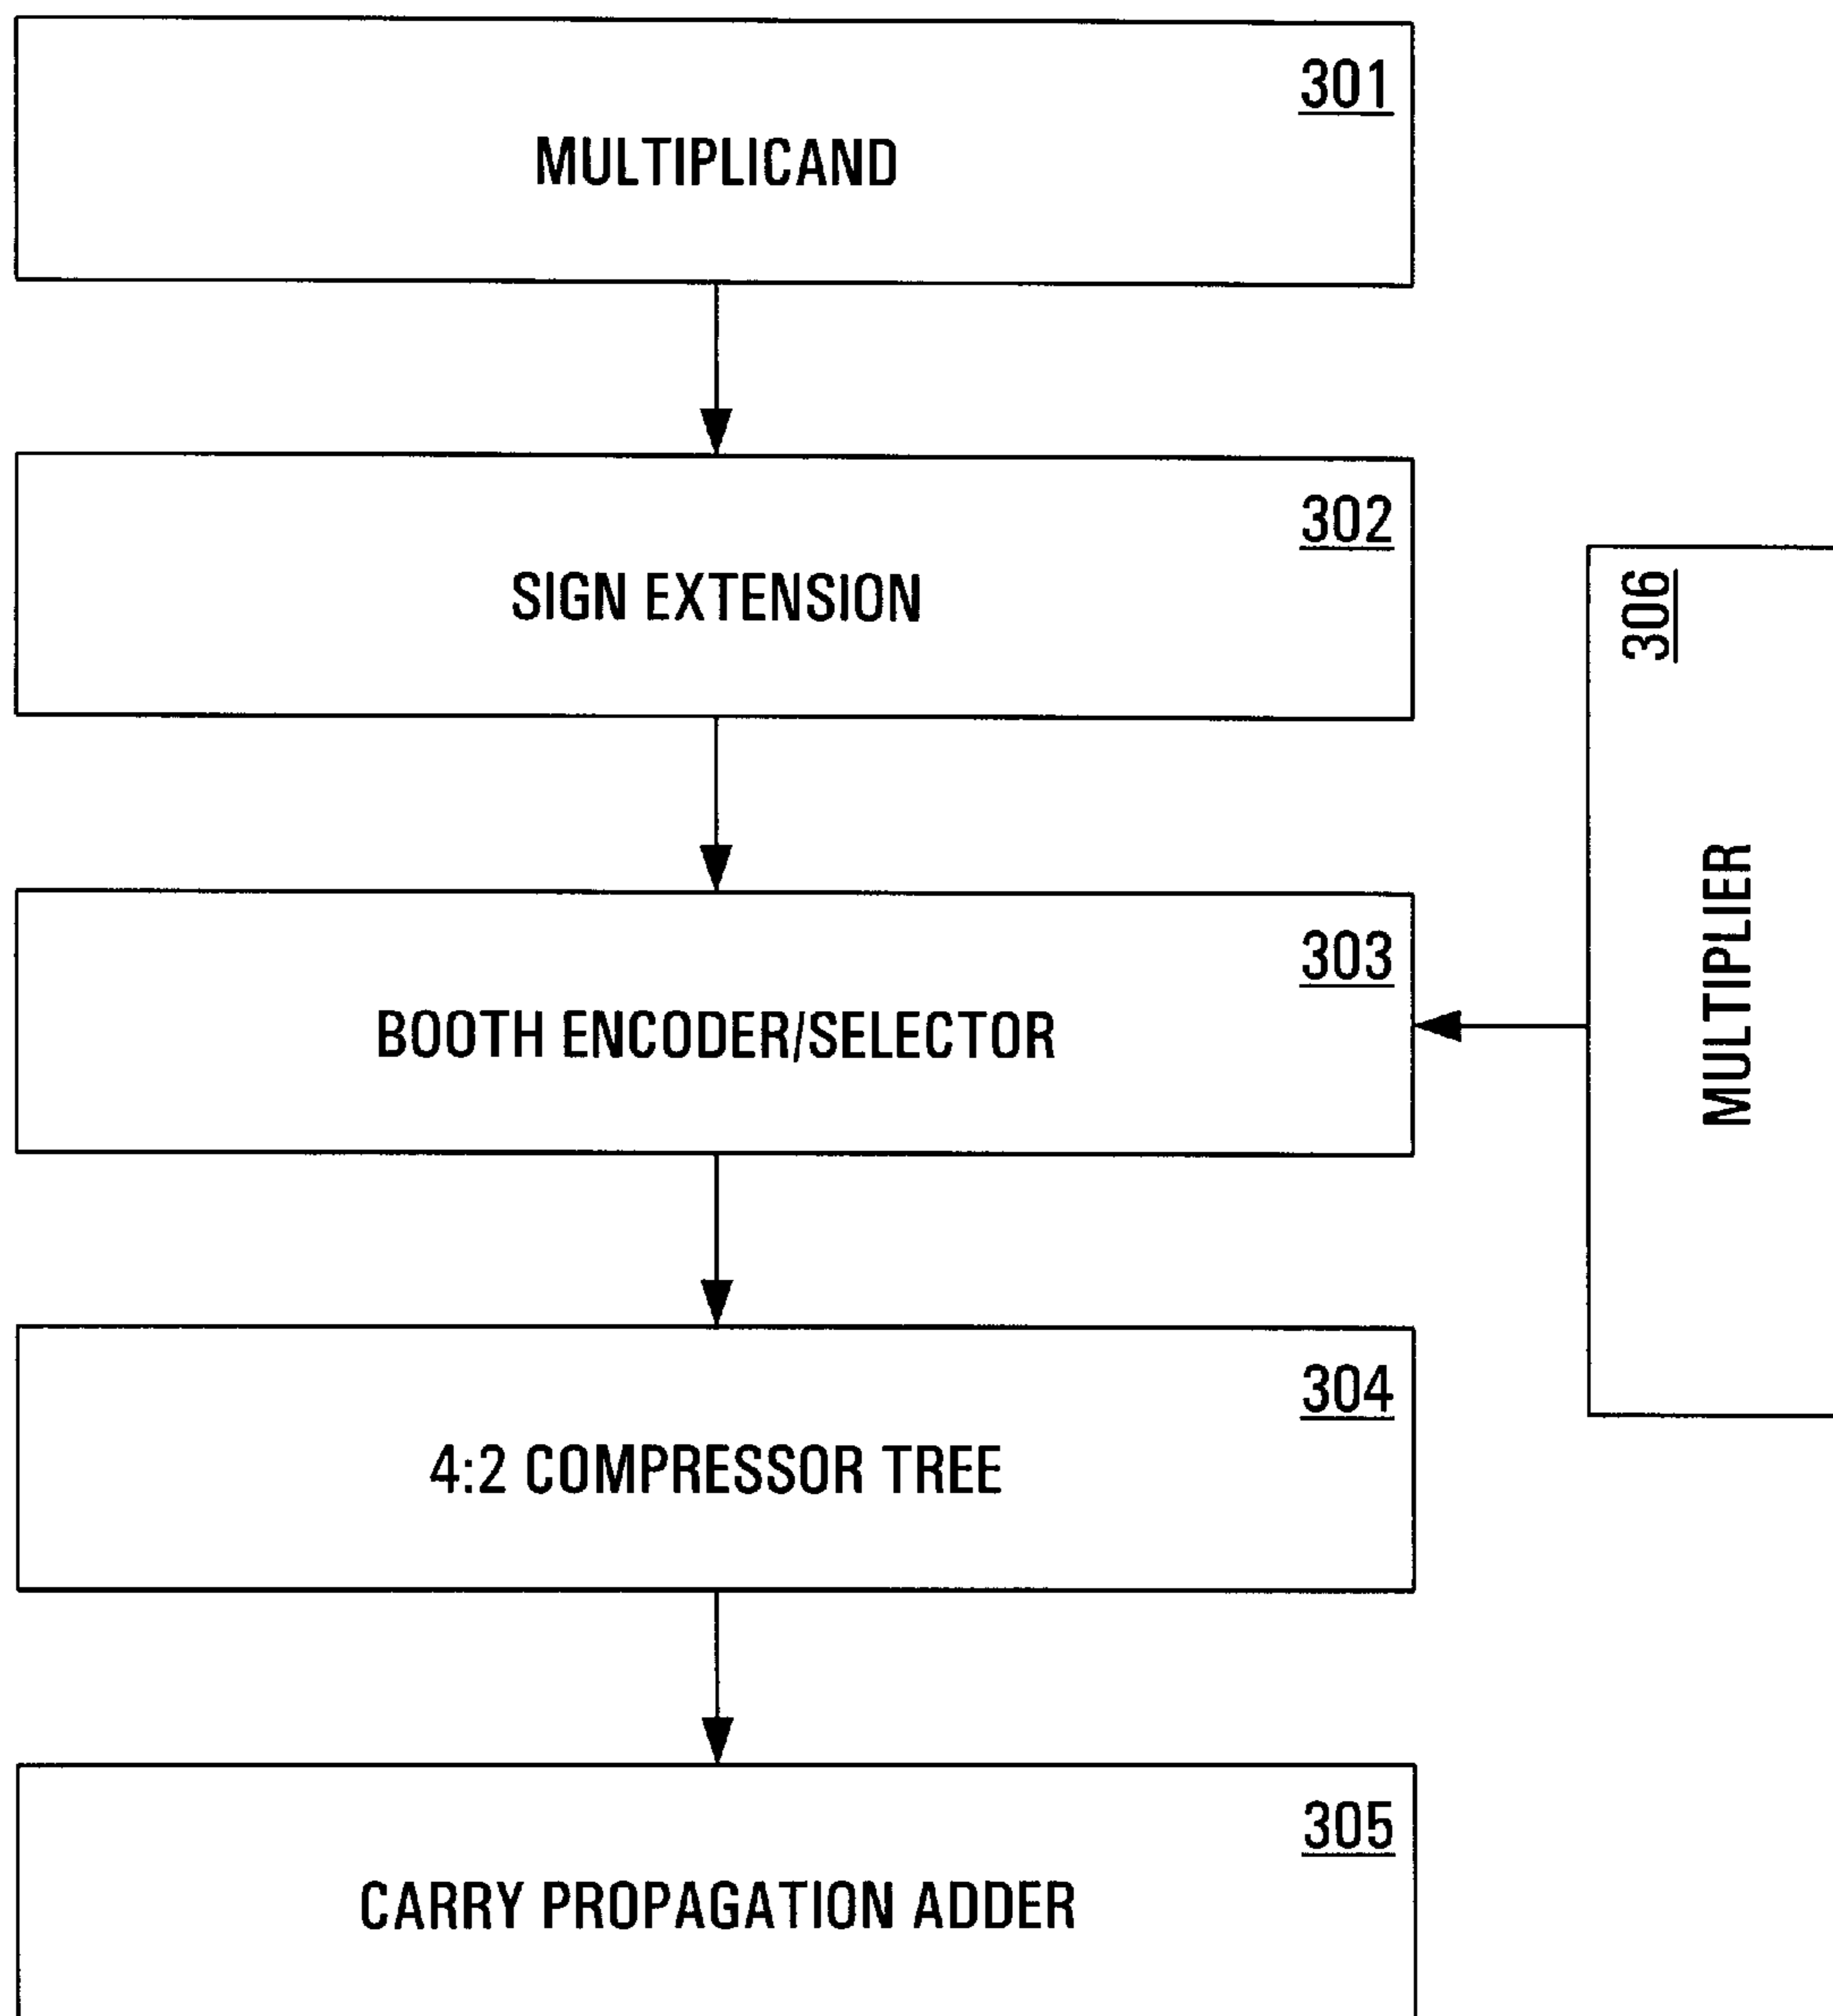 301
MULTIPLICAND
302
SIGN EXTENSION
306
MULTIPLIER
303
BOOTH ENCODER/SELECTOR
304
4:2 COMPRESSOR TREE
305
CARRY PROPAGATION ADDER